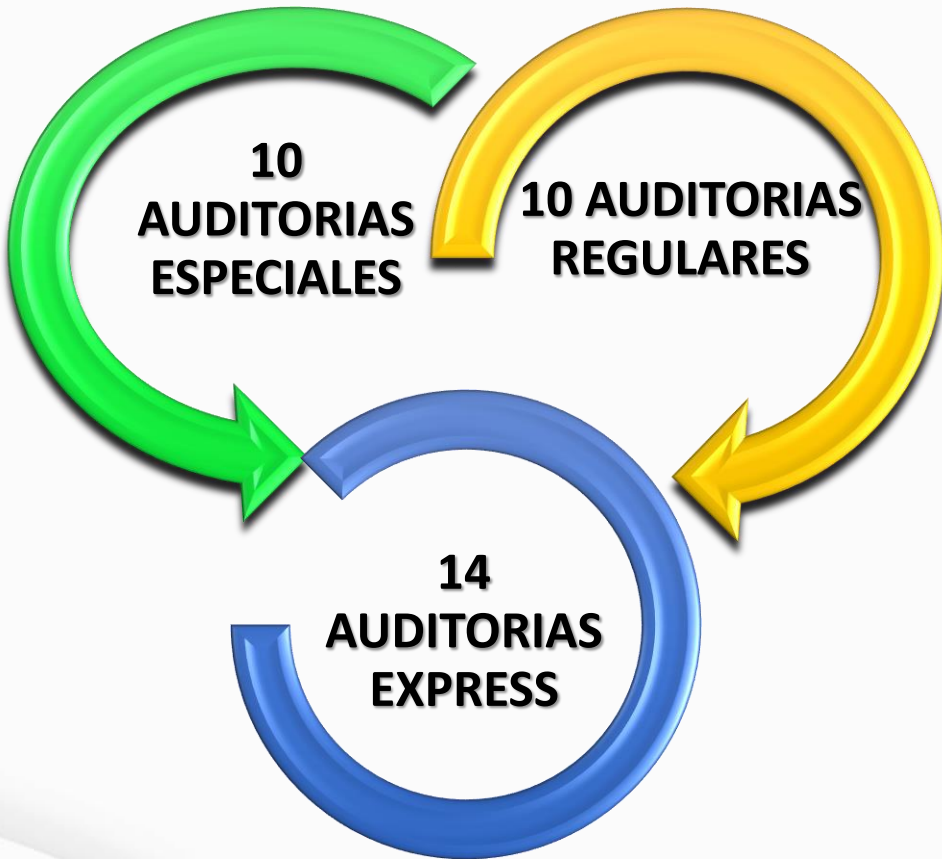 10
AUDITORIAS
ESPECIALES
10 AUDITORIAS
REGULARES
14
AUDITORIAS
EXPRESS